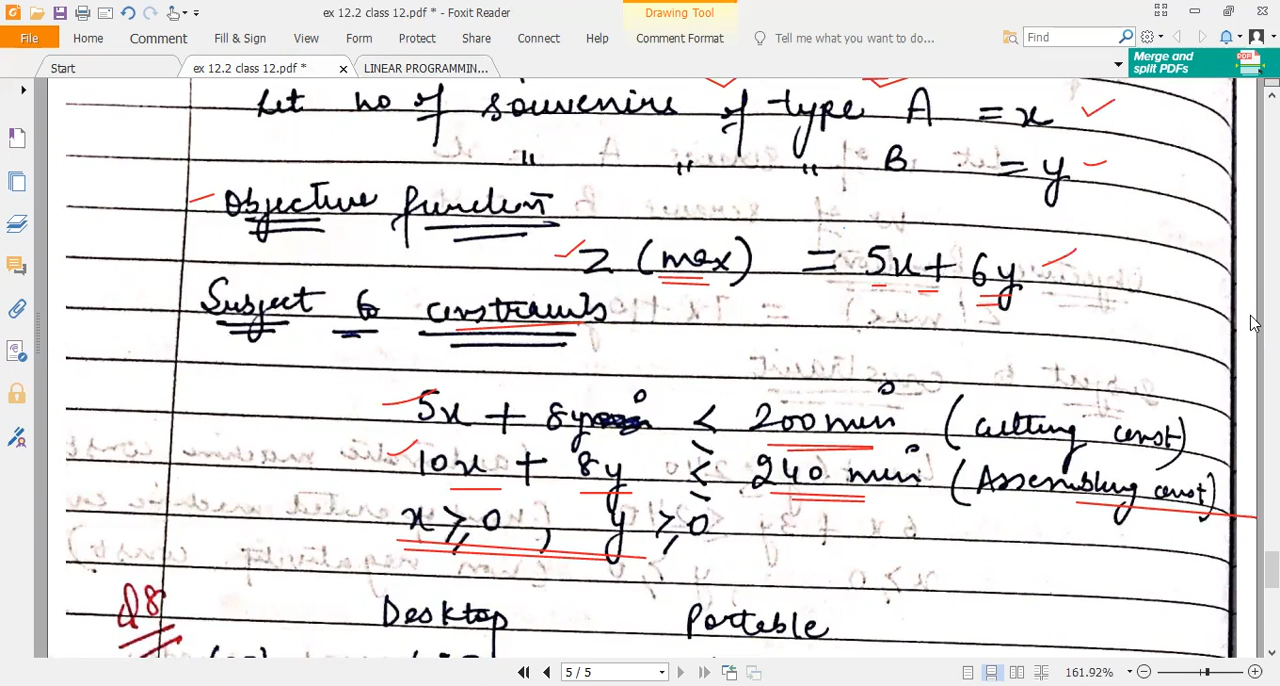 ex 12.2 class 12.pdf * - Foxit Reader
Drawing Tool
File Home Comment Fill & Sign View Form Protect Share Connect Help Comment Format Tell me what you want to do... Find
Start ex 12.2 class 12.pdf * LINEAR PROGRAMMIN... Merge and split PDFs
Let no of souvenirs of type A = x
" " " B = y
Objective function
Z (max) = 5x + 6y
Subject to constraints
5x + 8y ≤ 200 min (Cutting const)
10x + 8y ≤ 240 min (Assembling const)
x ≥ 0, y ≥ 0
Q8 Desktop Portable
5 / 5 161.92%